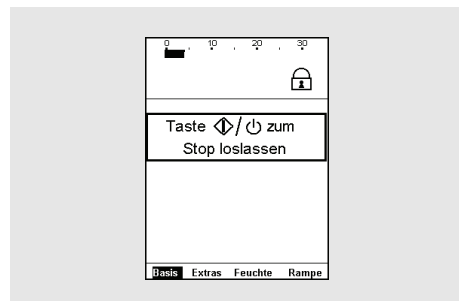 0 10 20 30
Taste /⏻ zum
Stop loslassen
Basis Extras Feuchte Rampe